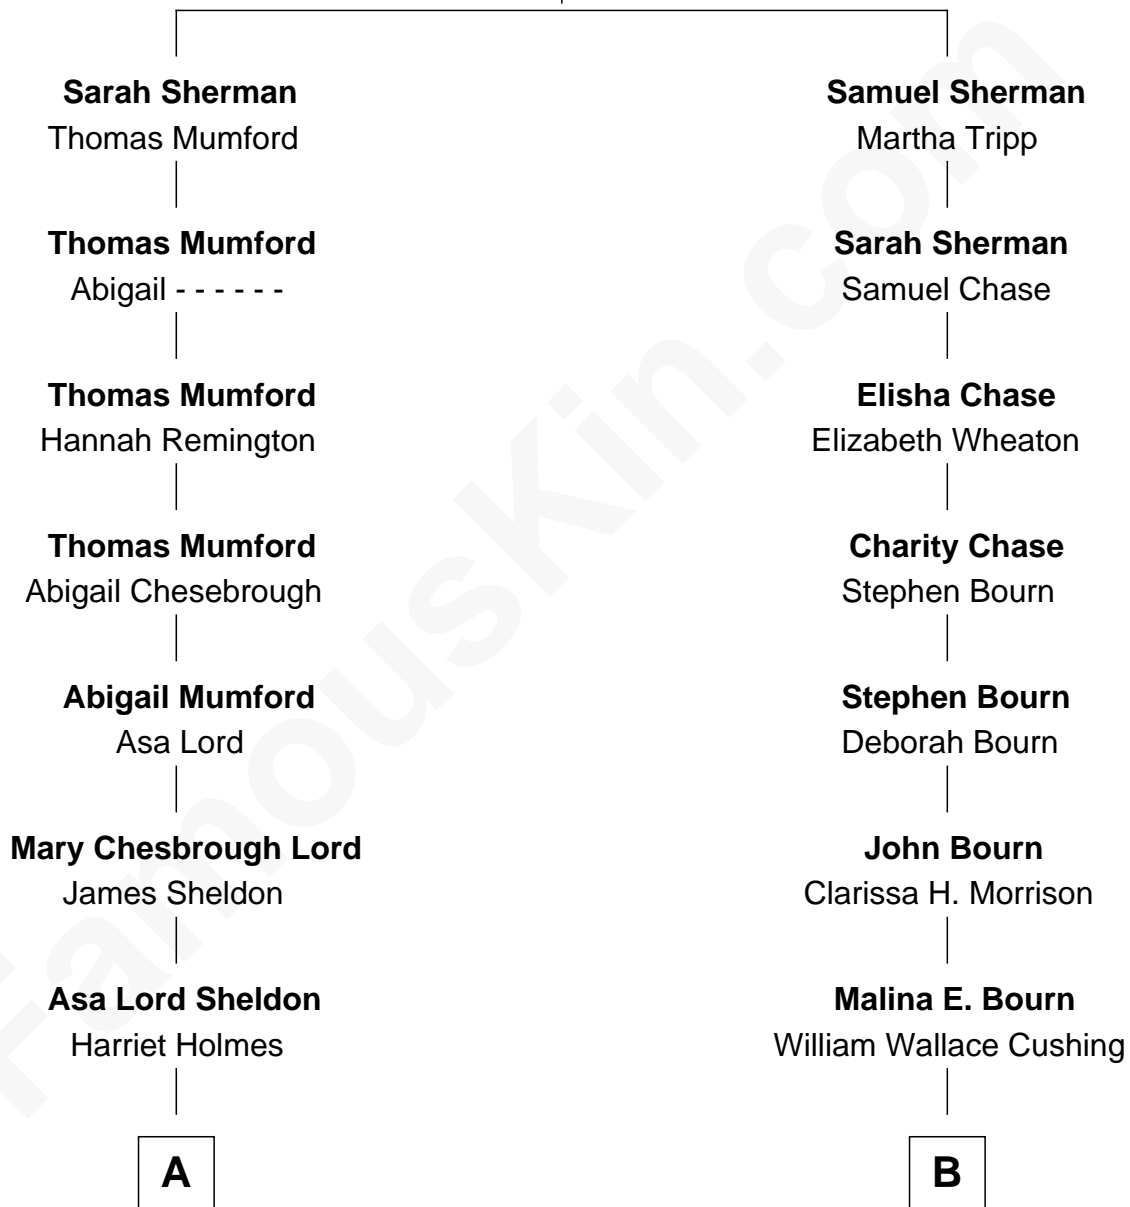 Sarah Sherman
Thomas Mumford
Thomas Mumford
Abigail - - - - - -
Thomas Mumford
Hannah Remington
Thomas Mumford
Abigail Chesebrough
Abigail Mumford
Asa Lord
Mary Chesbrough Lord
James Sheldon
Asa Lord Sheldon
Harriet Holmes
A
Samuel Sherman
Martha Tripp
Sarah Sherman
Samuel Chase
Elisha Chase
Elizabeth Wheaton
Charity Chase
Stephen Bourn
Stephen Bourn
Deborah Bourn
John Bourn
Clarissa H. Morrison
Malina E. Bourn
William Wallace Cushing
B
FamousKin.com